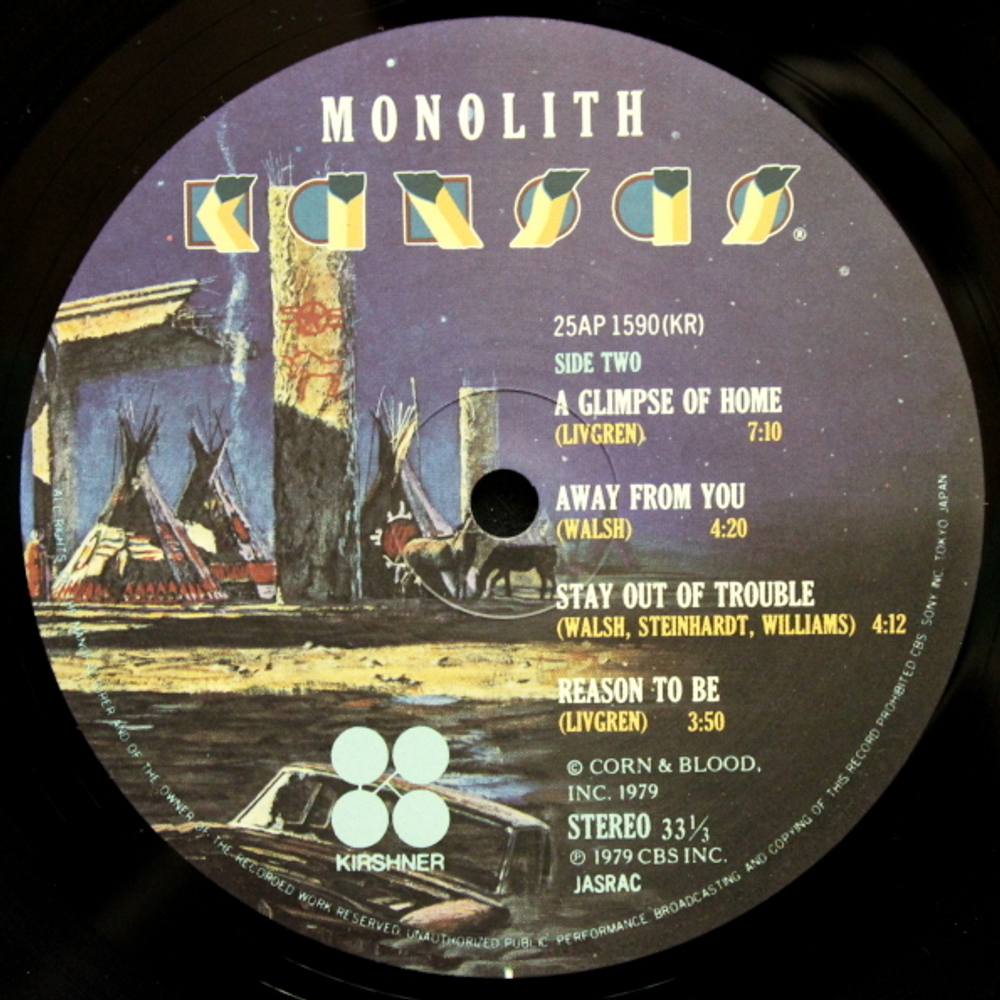 MONOLITH
KANSAS®
25AP 1590(KR)
SIDE TWO
A GLIMPSE OF HOME
(LIVGREN) 7:10
AWAY FROM YOU
(WALSH) 4:20
STAY OUT OF TROUBLE
(WALSH, STEINHARDT, WILLIAMS) 4:12
REASON TO BE
(LIVGREN) 3:50
© CORN & BLOOD,
INC. 1979
STEREO 33⅓
℗ 1979 CBS INC.
JASRAC
KIRSHNER
ALL RIGHTS AND OF THE OWNER OF THE RECORDED WORK RESERVED. UNAUTHORIZED PUBLIC PERFORMANCE. BROADCASTING AND COPYING OF THIS RECORD PROHIBITED CBS SONY INC. TOKYO JAPAN